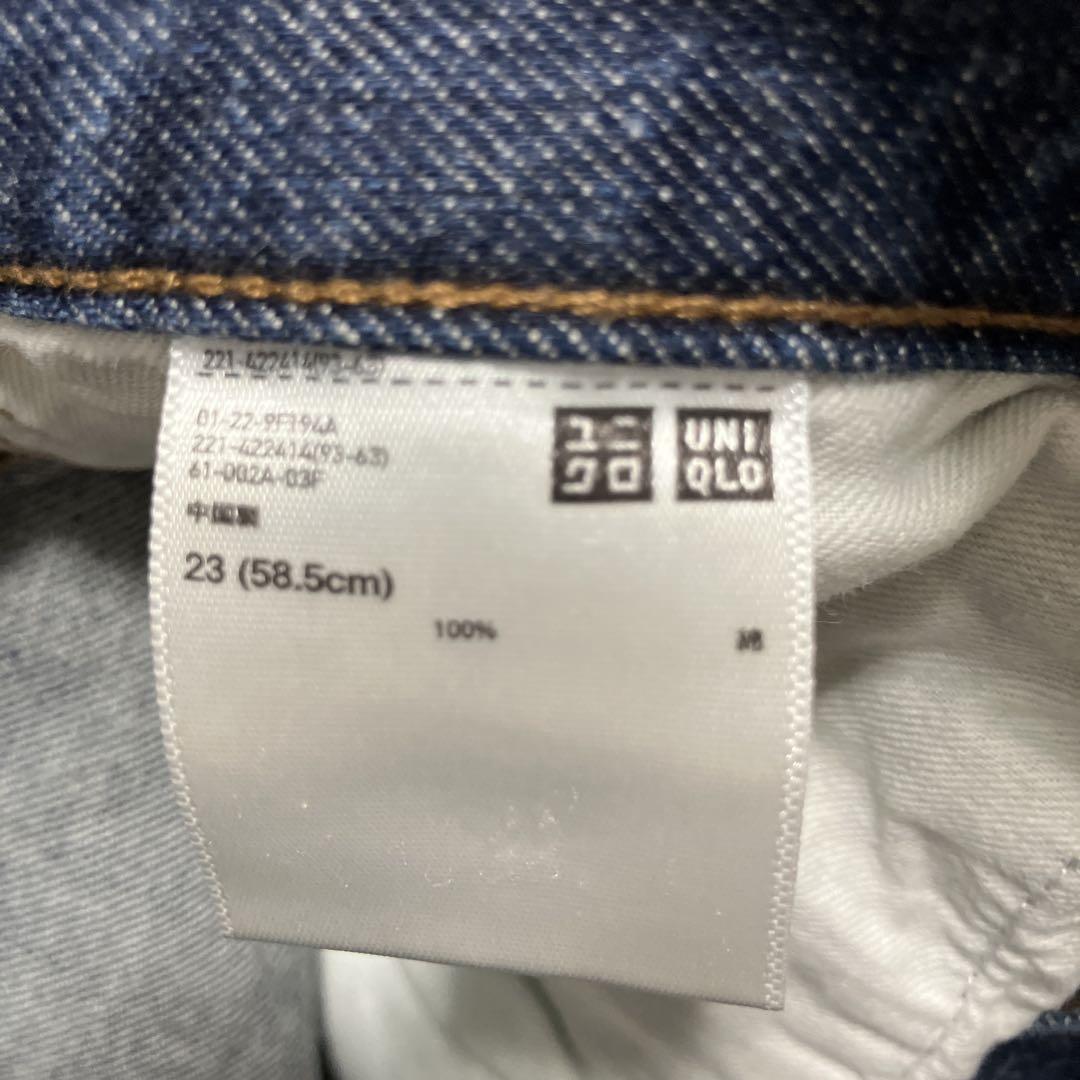 221-422414(93-63)
01-22-9F194A
221-422414(93-63)
61-002A-03F
中国製
23 (58.5cm)
100% 綿
ユニ
クロ
UNI
QLO